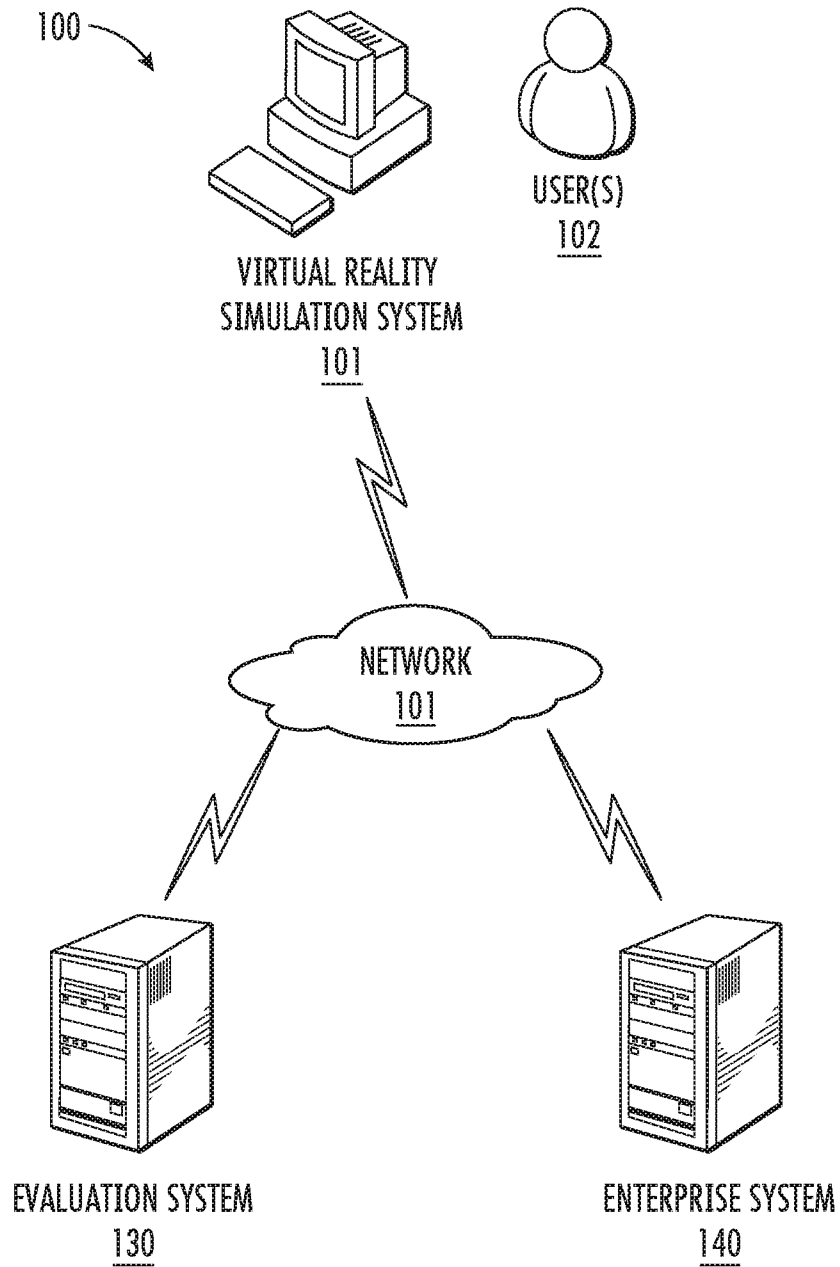 100
USER(S)
102
VIRTUAL REALITY
SIMULATION SYSTEM
101
NETWORK
101
EVALUATION SYSTEM
130
ENTERPRISE SYSTEM
140